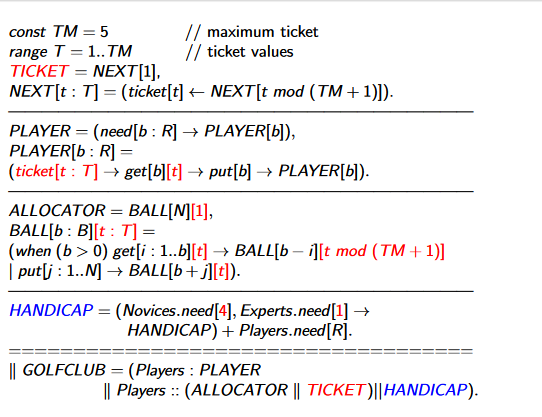 const TM = 5 // maximum ticket
range T = 1..TM // ticket values
TICKET = NEXT[1],
NEXT[t : T] = (ticket[t] ← NEXT[t mod (TM + 1)]).
PLAYER = (need[b : R] → PLAYER[b]),
PLAYER[b : R] =
(ticket[t : T] → get[b][t] → put[b] → PLAYER[b]).
ALLOCATOR = BALL[N][1],
BALL[b : B][t : T] =
(when (b > 0) get[i : 1..b][t] → BALL[b − i][t mod (TM + 1)]
| put[j : 1..N] → BALL[b + j][t]).
HANDICAP = (Novices.need[4], Experts.need[1] →
HANDICAP) + Players.need[R].
|| GOLFCLUB = (Players : PLAYER
|| Players :: (ALLOCATOR || TICKET)||HANDICAP).